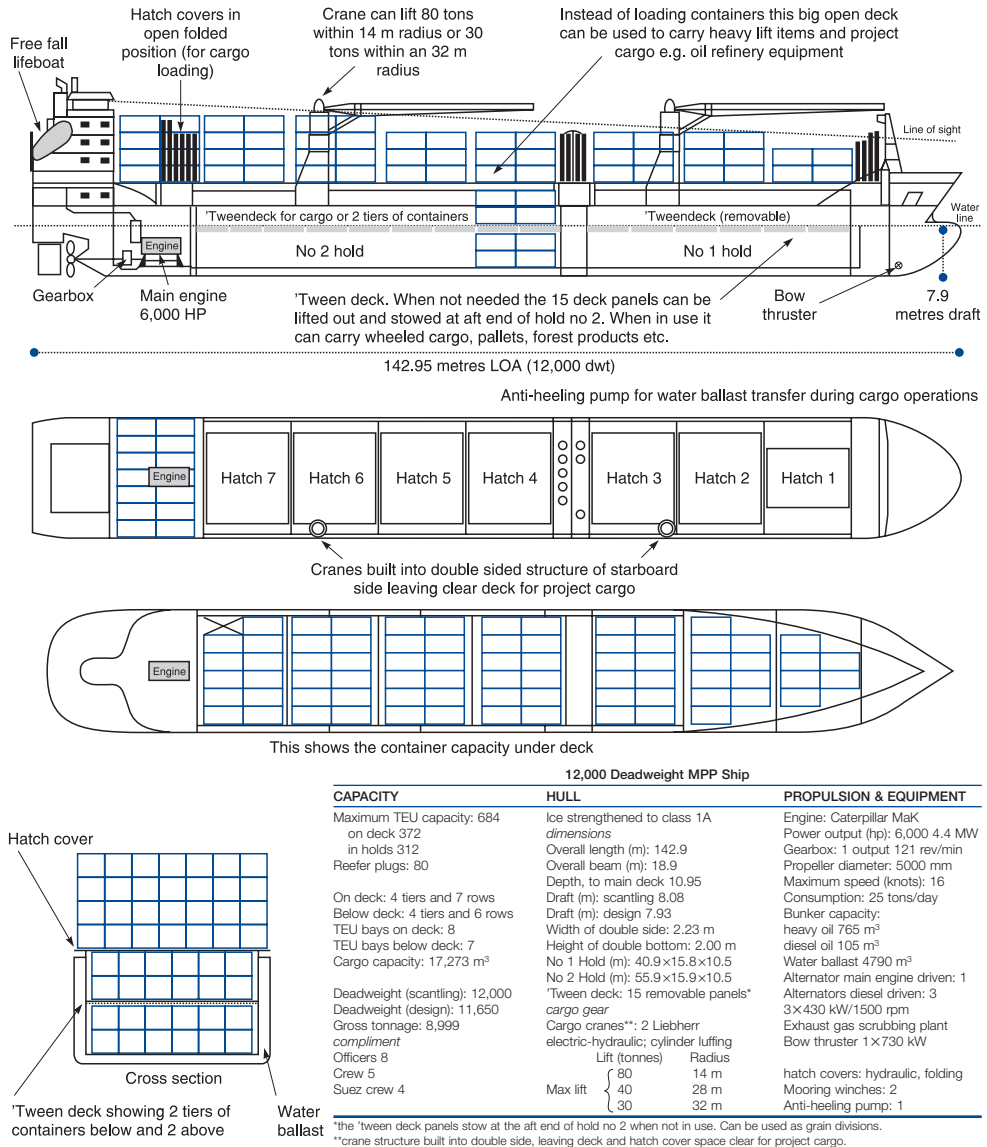 Free fall
lifeboat
Hatch covers in
open folded
position (for cargo
loading)
Crane can lift 80 tons
within 14 m radius or 30
tons within an 32 m
radius
Instead of loading containers this big open deck
can be used to carry heavy lift items and project
cargo e.g. oil refinery equipment
Line of sight
'Tweendeck for cargo or 2 tiers of containers
'Tweendeck (removable)
Water
line
Engine
No 2 hold
No 1 hold
Gearbox
Main engine
6,000 HP
'Tween deck. When not needed the 15 deck panels can be
lifted out and stowed at aft end of hold no 2. When in use it
can carry wheeled cargo, pallets, forest products etc.
Bow
thruster
7.9
metres draft
142.95 metres LOA (12,000 dwt)
Anti-heeling pump for water ballast transfer during cargo operations
Engine
Hatch 7
Hatch 6
Hatch 5
Hatch 4
Hatch 3
Hatch 2
Hatch 1
Cranes built into double sided structure of starboard
side leaving clear deck for project cargo
Engine
This shows the container capacity under deck
Hatch cover
Cross section
'Tween deck showing 2 tiers of
containers below and 2 above
Water
ballast
12,000 Deadweight MPP Ship
CAPACITY
Maximum TEU capacity: 684
on deck 372
in holds 312
Reefer plugs: 80
On deck: 4 tiers and 7 rows
Below deck: 4 tiers and 6 rows
TEU bays on deck: 8
TEU bays below deck: 7
Cargo capacity: 17,273 m³
Deadweight (scantling): 12,000
Deadweight (design): 11,650
Gross tonnage: 8,999
compliment
Officers 8
Crew 5
Suez crew 4
HULL
Ice strengthened to class 1A
dimensions
Overall length (m): 142.9
Overall beam (m): 18.9
Depth, to main deck 10.95
Draft (m): scantling 8.08
Draft (m): design 7.93
Width of double side: 2.23 m
Height of double bottom: 2.00 m
No 1 Hold (m): 40.9×15.8×10.5
No 2 Hold (m): 55.9×15.9×10.5
'Tween deck: 15 removable panels*
cargo gear
Cargo cranes**: 2 Liebherr
electric-hydraulic; cylinder luffing
Lift (tonnes) Radius
80 14 m
Max lift 40 28 m
30 32 m
PROPULSION & EQUIPMENT
Engine: Caterpillar MaK
Power output (hp): 6,000 4.4 MW
Gearbox: 1 output 121 rev/min
Propeller diameter: 5000 mm
Maximum speed (knots): 16
Consumption: 25 tons/day
Bunker capacity:
heavy oil 765 m³
diesel oil 105 m³
Water ballast 4790 m³
Alternator main engine driven: 1
Alternators diesel driven: 3
3×430 kW/1500 rpm
Exhaust gas scrubbing plant
Bow thruster 1×730 kW
hatch covers: hydraulic, folding
Mooring winches: 2
Anti-heeling pump: 1
*the 'tween deck panels stow at the aft end of hold no 2 when not in use. Can be used as grain divisions.
**crane structure built into double side, leaving deck and hatch cover space clear for project cargo.